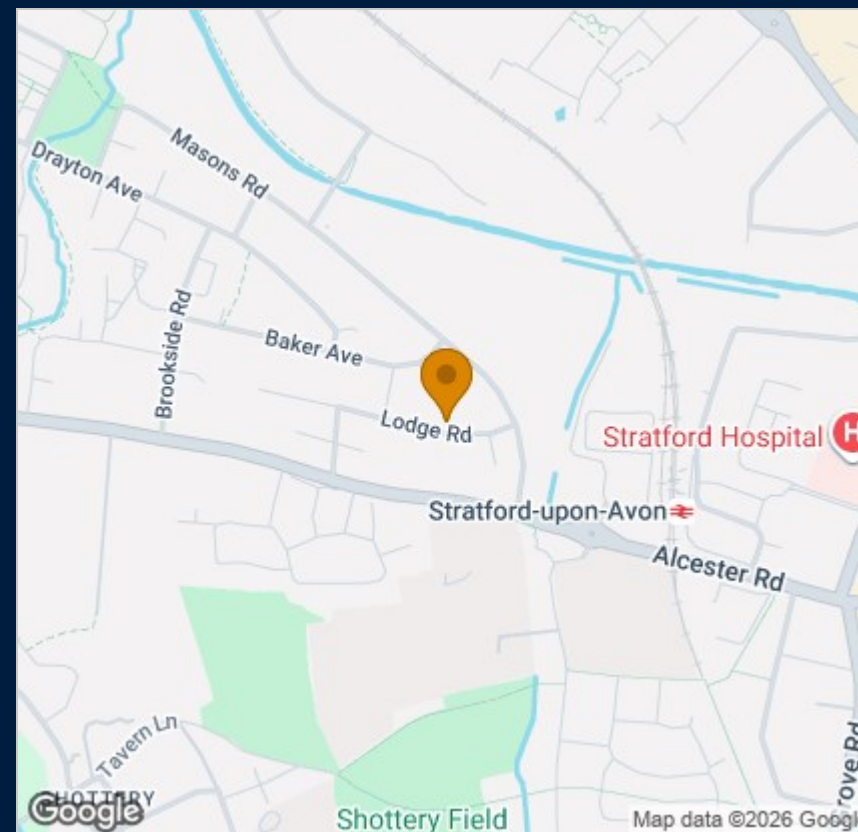 Masons Rd
Drayton Ave
Brookside Rd
Baker Ave
Lodge Rd
Stratford Hospital
H
Stratford-upon-Avon
Alcester Rd
Tavern Ln
Shottery Field
Google
Map data ©2026 Google